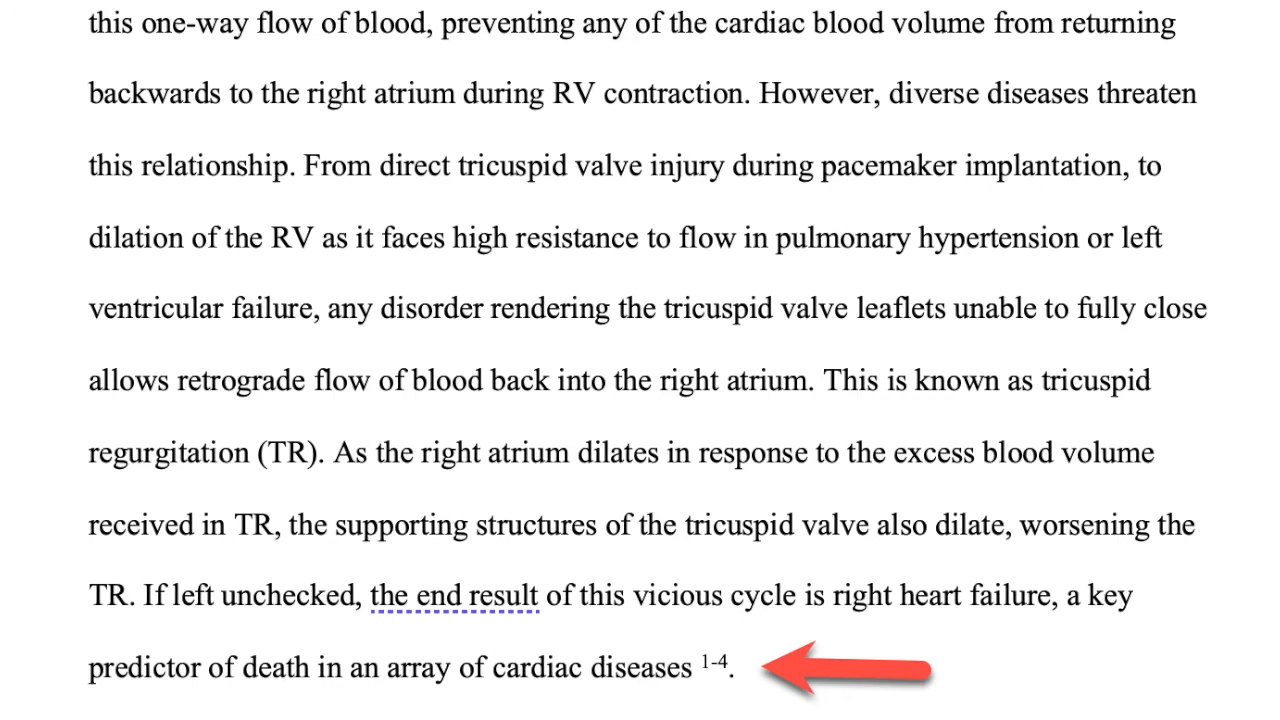 this one-way flow of blood, preventing any of the cardiac blood volume from returning
backwards to the right atrium during RV contraction. However, diverse diseases threaten
this relationship. From direct tricuspid valve injury during pacemaker implantation, to
dilation of the RV as it faces high resistance to flow in pulmonary hypertension or left
ventricular failure, any disorder rendering the tricuspid valve leaflets unable to fully close
allows retrograde flow of blood back into the right atrium. This is known as tricuspid
regurgitation (TR). As the right atrium dilates in response to the excess blood volume
received in TR, the supporting structures of the tricuspid valve also dilate, worsening the
TR. If left unchecked, the end result of this vicious cycle is right heart failure, a key
predictor of death in an array of cardiac diseases ¹⁻⁴.